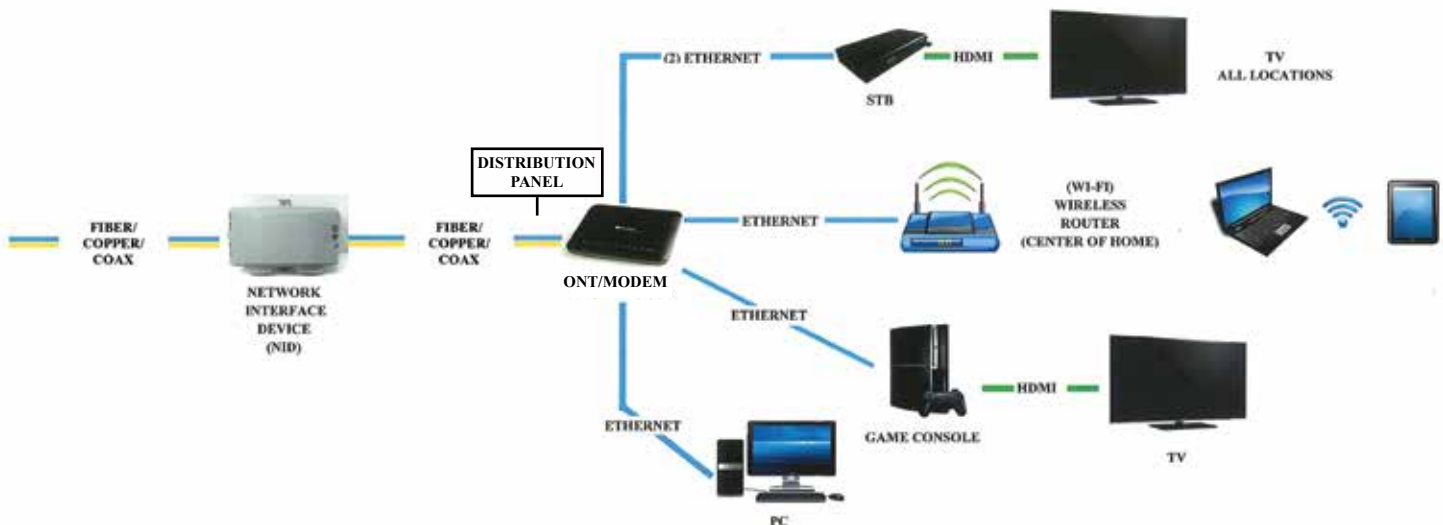 (2) ETHERNET
HDMI
STB
TV
ALL LOCATIONS
DISTRIBUTION
PANEL
FIBER/
COPPER/
COAX
NETWORK
INTERFACE
DEVICE
(NID)
FIBER/
COPPER/
COAX
ONT/MODEM
ETHERNET
(WI-FI)
WIRELESS
ROUTER
(CENTER OF HOME)
ETHERNET
GAME CONSOLE
HDMI
TV
ETHERNET
PC